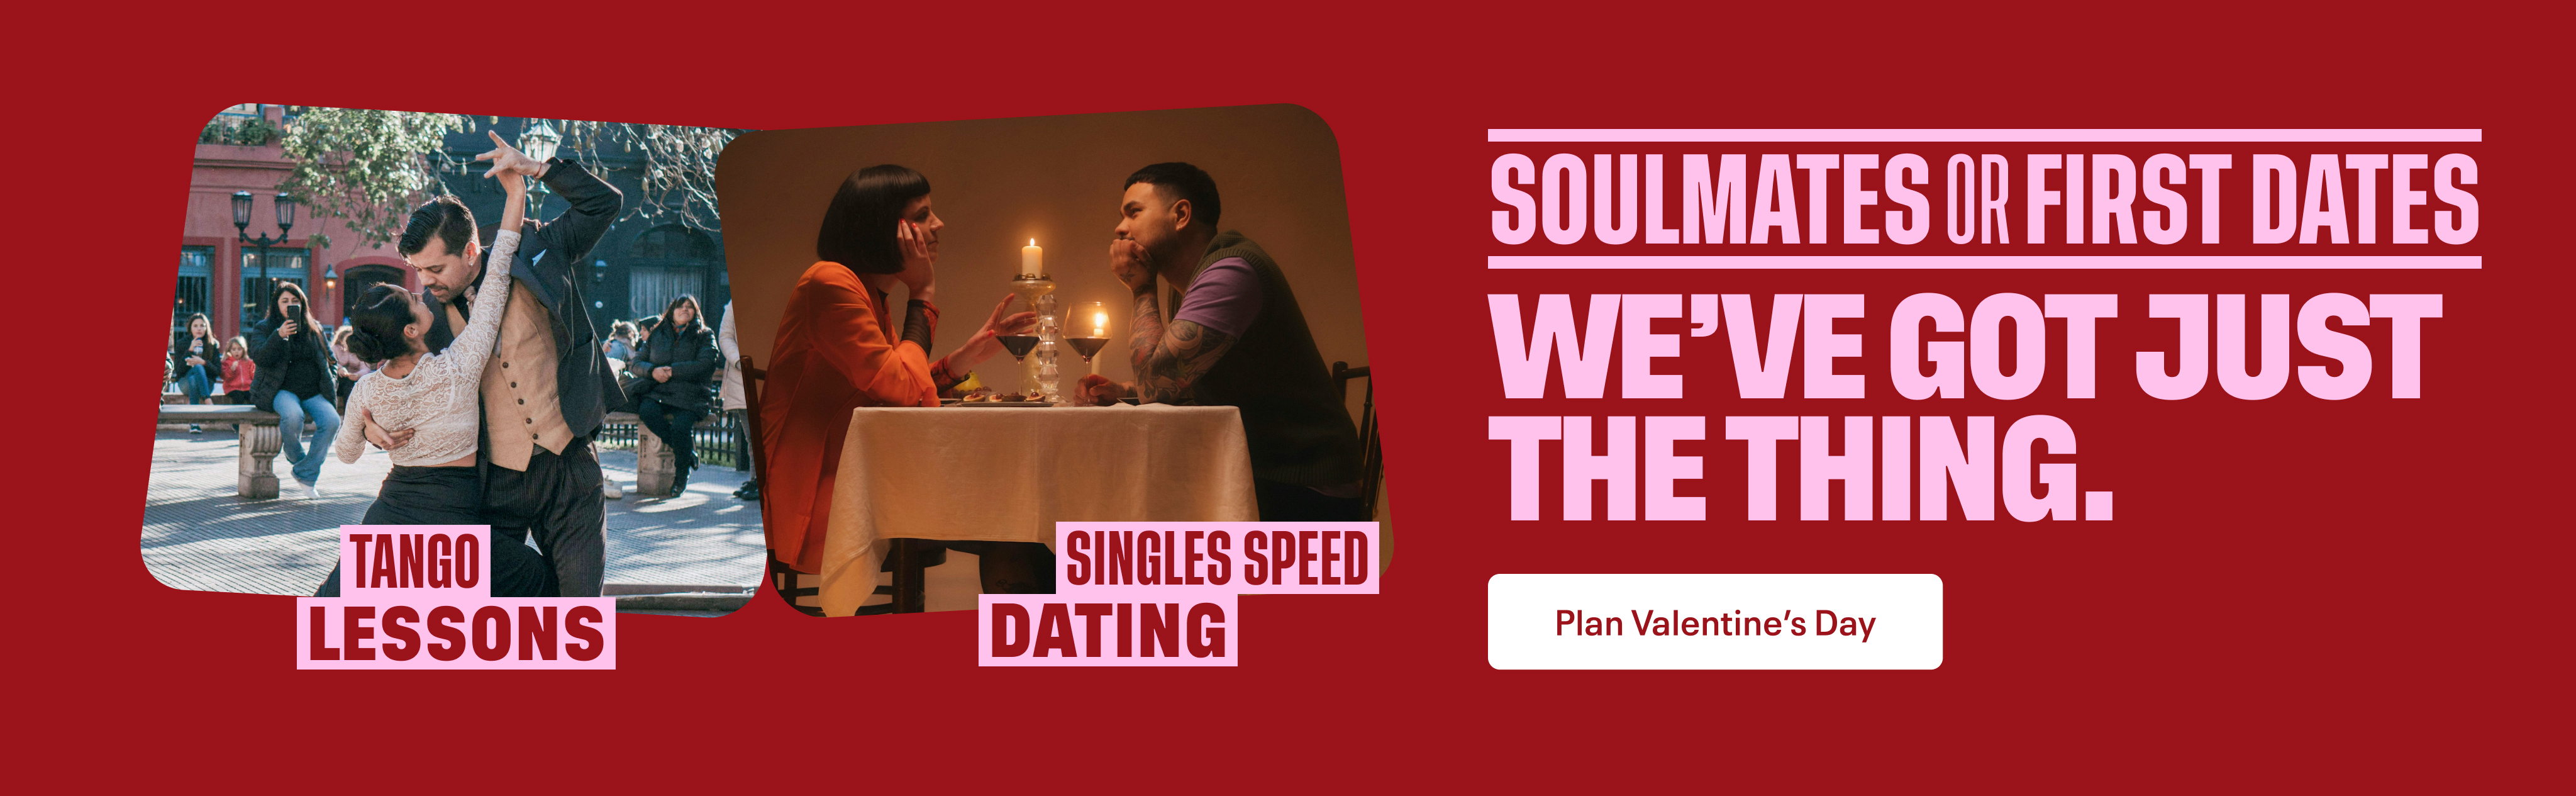 TANGO
LESSONS
SINGLES SPEED
DATING
SOULMATES OR FIRST DATES
WE’VE GOT JUST
THE THING.
Plan Valentine’s Day